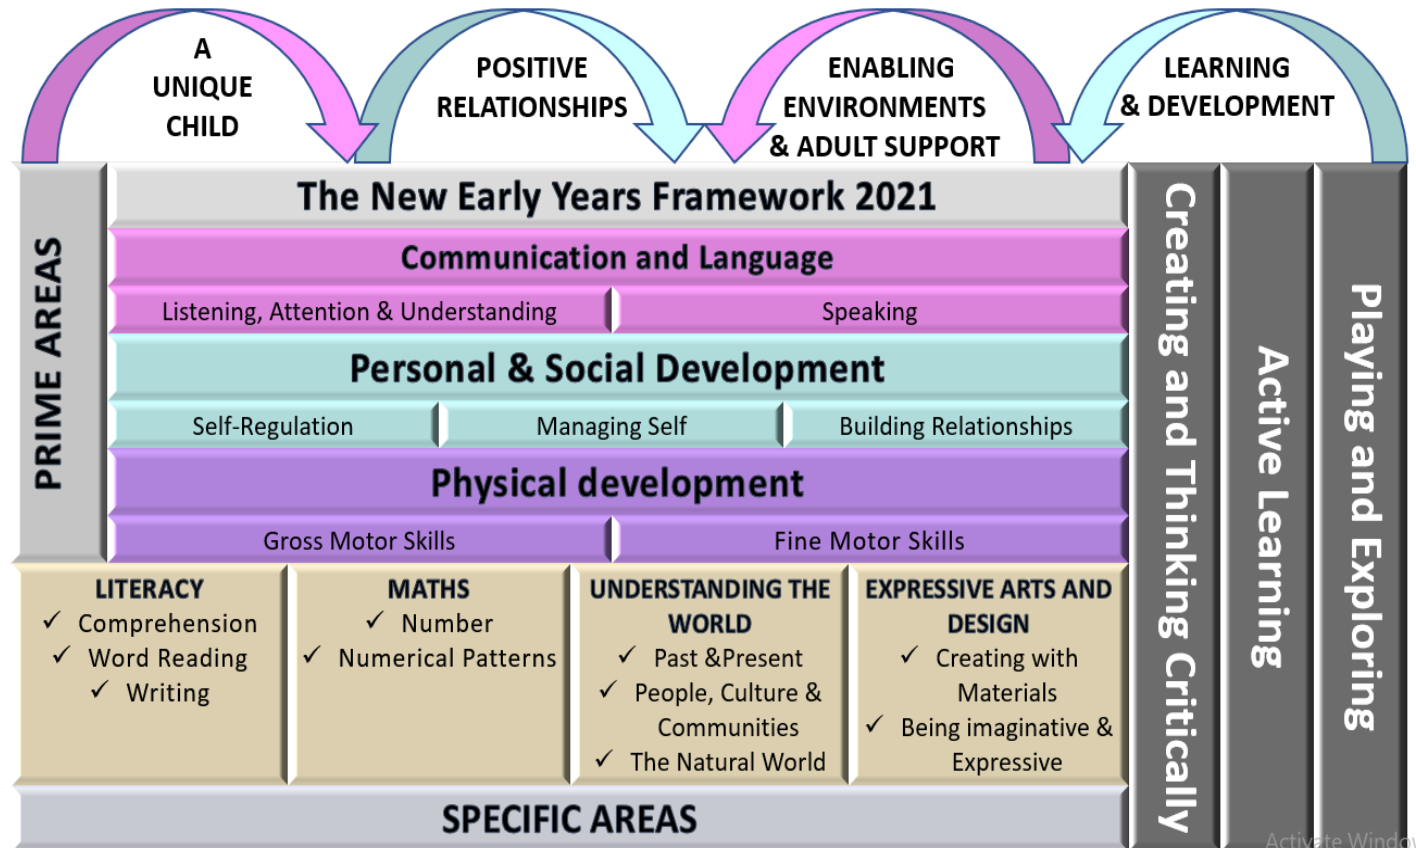 A
UNIQUE
CHILD
POSITIVE
RELATIONSHIPS
ENABLING
ENVIRONMENTS
& ADULT SUPPORT
LEARNING
& DEVELOPMENT
PRIME AREAS
The New Early Years Framework 2021
Communication and Language
Listening, Attention & Understanding
Speaking
Personal & Social Development
Self-Regulation
Managing Self
Building Relationships
Physical development
Gross Motor Skills
Fine Motor Skills
LITERACY
✓ Comprehension
✓ Word Reading
✓ Writing
MATHS
✓ Number
✓ Numerical Patterns
UNDERSTANDING THE
WORLD
✓ Past &Present
✓ People, Culture &
Communities
✓ The Natural World
EXPRESSIVE ARTS AND
DESIGN
✓ Creating with
Materials
✓ Being imaginative &
Expressive
SPECIFIC AREAS
Creating and Thinking Critically
Active Learning
Playing and Exploring
Activate Window